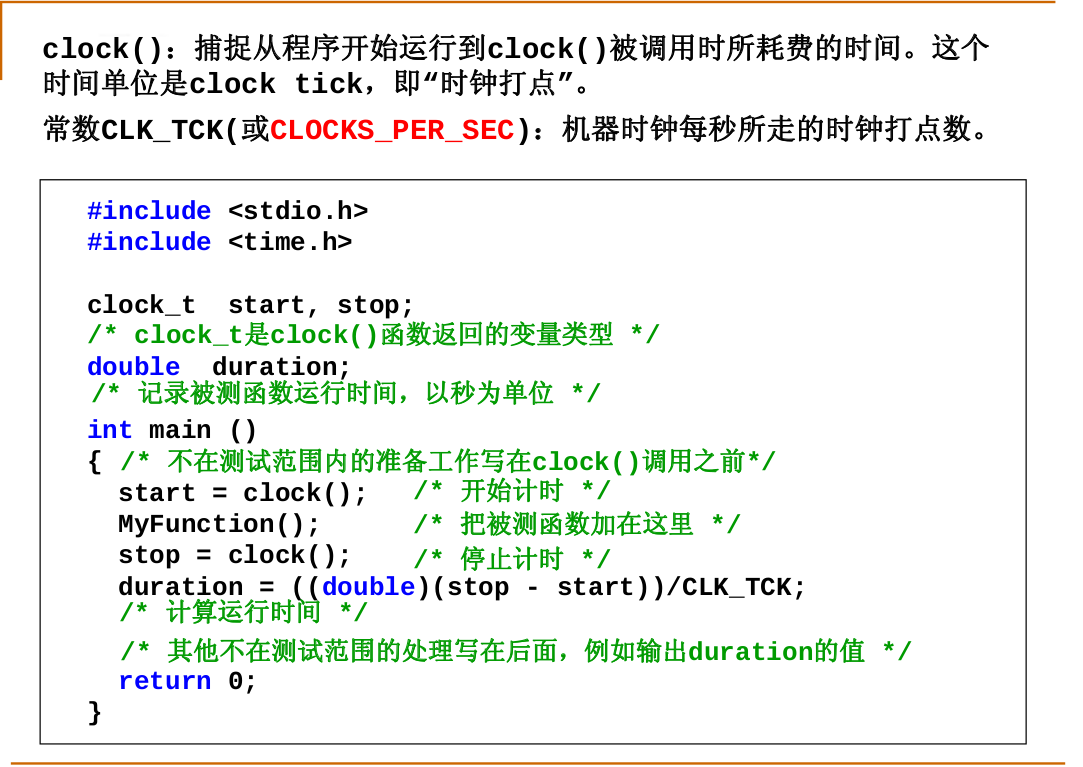 clock(): 捕捉从程序开始运行到clock()被调用时所耗费的时间。这个
时间单位是clock tick，即“时钟打点”。
常数CLK_TCK(或CLOCKS_PER_SEC): 机器时钟每秒所走的时钟打点数。
#include <stdio.h>
#include <time.h>
clock_t  start, stop;
/* clock_t是clock()函数返回的变量类型 */
double  duration;
/* 记录被测函数运行时间，以秒为单位 */
int main ()
{ /* 不在测试范围内的准备工作写在clock()调用之前*/
start = clock();   /* 开始计时 */
MyFunction();   /* 把被测函数加在这里 */
stop = clock();   /* 停止计时 */
duration = ((double)(stop - start))/CLK_TCK;
/* 计算运行时间 */
/* 其他不在测试范围的处理写在后面，例如输出duration的值 */
return 0;
}